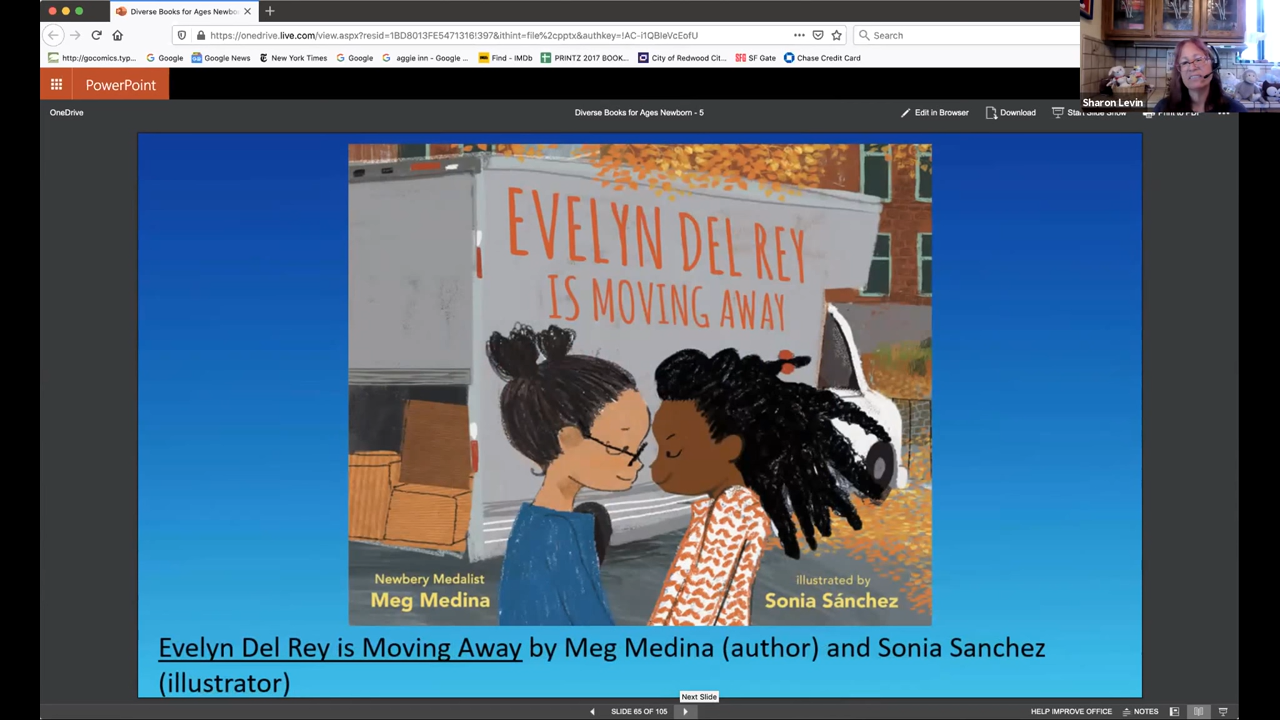 Diverse Books for Ages Newborn
https://onedrive.live.com/view.aspx?resid=1BD8013FE5471316!397&ithint=file%2cpptx&authkey=!AC-i1QBIeVcEofU
Search
http://gocomics.typ...
Google
Google News
New York Times
Google
aggie inn - Google ...
Find - IMDb
PRINTZ 2017 BOOK...
City of Redwood City...
SF Gate
Chase Credit Card
Sharon Levin
PowerPoint
OneDrive
Diverse Books for Ages Newborn - 5
Edit in Browser
Download
Start Slide Show
Print to PDF
EVELYN DEL REY
IS MOVING AWAY
Newbery Medalist
Meg Medina
illustrated by
Sonia Sánchez
Evelyn Del Rey is Moving Away by Meg Medina (author) and Sonia Sanchez
(illustrator)
Next Slide
SLIDE 65 OF 105
HELP IMPROVE OFFICE
NOTES